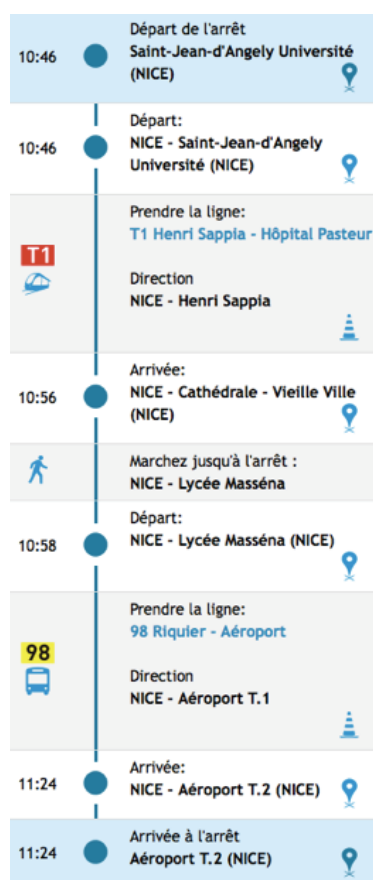 10:46
Départ de l'arrêt
Saint-Jean-d'Angely Université
(NICE)
10:46
Départ:
NICE - Saint-Jean-d'Angely
Université (NICE)
T1
Prendre la ligne:
T1 Henri Sappia - Hôpital Pasteur
Direction
NICE - Henri Sappia
10:56
Arrivée:
NICE - Cathédrale - Vieille Ville
(NICE)
Marchez jusqu'à l'arrêt :
NICE - Lycée Masséna
10:58
Départ:
NICE - Lycée Masséna (NICE)
98
Prendre la ligne:
98 Riquier - Aéroport
Direction
NICE - Aéroport T.1
11:24
Arrivée:
NICE - Aéroport T.2 (NICE)
11:24
Arrivée à l'arrêt
Aéroport T.2 (NICE)